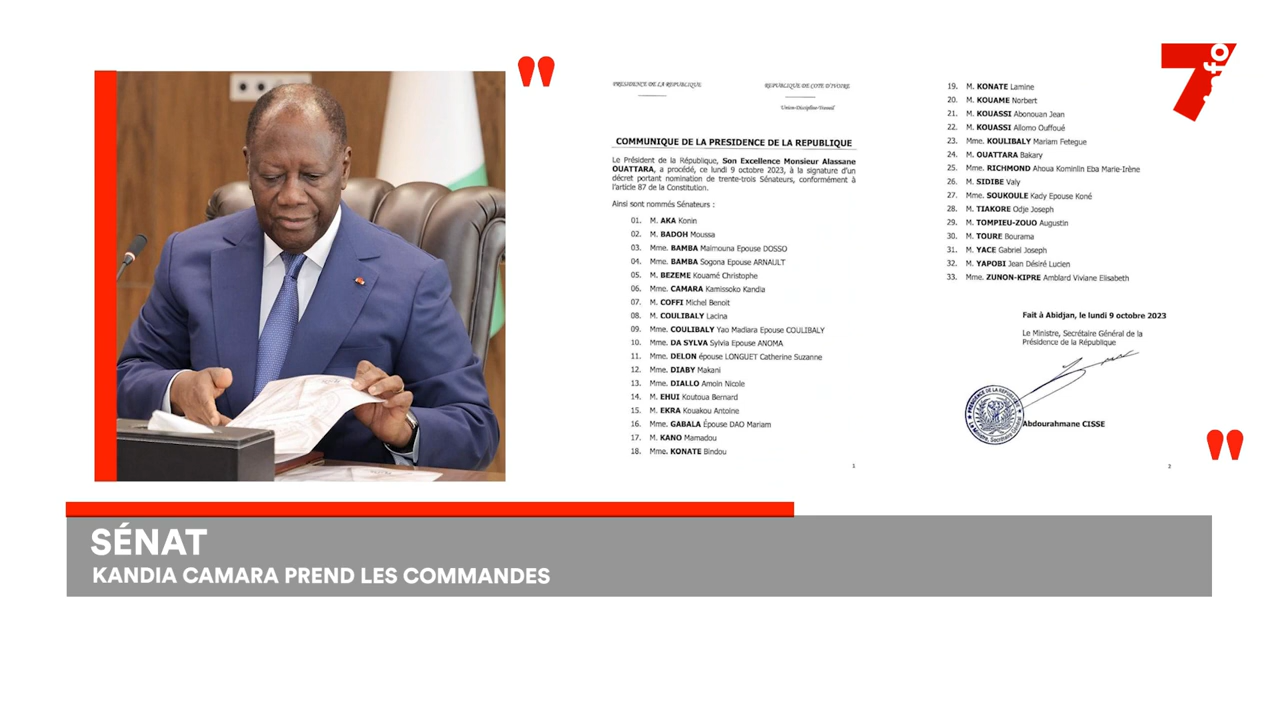 "
7
info
PRESIDENCE DE LA REPUBLIQUE
REPUBLIQUE DE COTE D'IVOIRE
Union-Discipline-Travail
COMMUNIQUE DE LA PRESIDENCE DE LA REPUBLIQUE
Le Président de la République, Son Excellence Monsieur Alassane
OUATTARA, a procédé, ce lundi 9 octobre 2023, à la signature d'un
décret portant nomination de trente-trois Sénateurs, conformément à
l'article 87 de la Constitution.
Ainsi sont nommés Sénateurs :
01. M. AKA Konin
02. M. BADOH Moussa
03. Mme. BAMBA Maimouna Epouse DOSSO
04. Mme. BAMBA Sogona Epouse ARNAULT
05. M. BEZEME Kouamé Christophe
06. Mme. CAMARA Kamissoko Kandia
07. M. COFFI Michel Benoit
08. M. COULIBALY Lacina
09. Mme. COULIBALY Yao Madiara Epouse COULIBALY
10. Mme. DA SYLVA Sylvia Epouse ANOMA
11. Mme. DELON épouse LONGUET Catherine Suzanne
12. Mme. DIABY Makani
13. Mme. DIALLO Amoin Nicole
14. M. EHUI Koutoua Bernard
15. M. EKRA Kouakou Antoine
16. Mme. GABALA Épouse DAO Mariam
17. M. KANO Mamadou
18. Mme. KONATE Bindou
1
19. M. KONATE Lamine
20. M. KOUAME Norbert
21. M. KOUASSI Abonouan Jean
22. M. KOUASSI Allomo Ouffoué
23. Mme. KOULIBALY Mariam Fetegue
24. M. OUATTARA Bakary
25. Mme. RICHMOND Ahoua Kominlin Eba Marie-Irène
26. M. SIDIBE Valy
27. Mme. SOUKOULE Kady Epouse Koné
28. M. TIAKORE Odje Joseph
29. M. TOMPIEU-ZOUO Augustin
30. M. TOURE Bourama
31. M. YACE Gabriel Joseph
32. M. YAPOBI Jean Désiré Lucien
33. Mme. ZUNON-KIPRE Amblard Viviane Elisabeth
Fait à Abidjan, le lundi 9 octobre 2023
Le Ministre, Secrétaire Général de la
Présidence de la République
Abdourahmane CISSE
2
"
SÉNAT
KANDIA CAMARA PREND LES COMMANDES